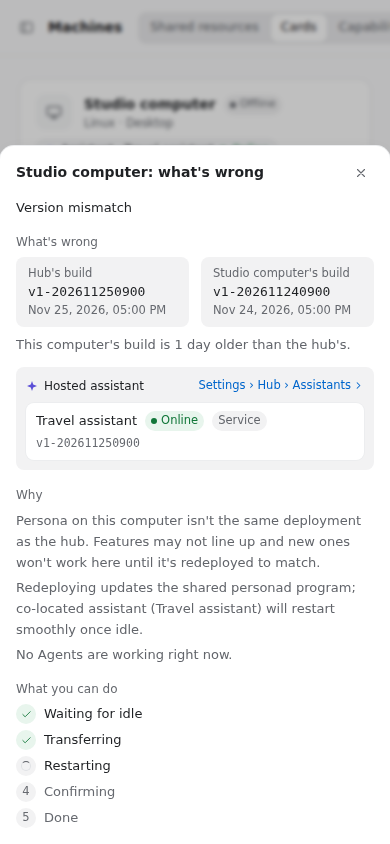 Machines
Shared resources
Cards
Studio computer
Offline
Linux · Desktop
Studio computer: what's wrong
Version mismatch
What's wrong
Hub's build
v1-202611250900
Nov 25, 2026, 05:00 PM
Studio computer's build
v1-202611240900
Nov 24, 2026, 05:00 PM
This computer's build is 1 day older than the hub's.
Hosted assistant
Settings › Hub › Assistants ›
Travel assistant
Online
Service
v1-202611250900
Why
Persona on this computer isn't the same deployment
as the hub. Features may not line up and new ones
won't work here until it's redeployed to match.
Redeploying updates the shared personad program;
co-located assistant (Travel assistant) will restart
smoothly once idle.
No Agents are working right now.
What you can do
Waiting for idle
Transferring
Restarting
4 Confirming
5 Done